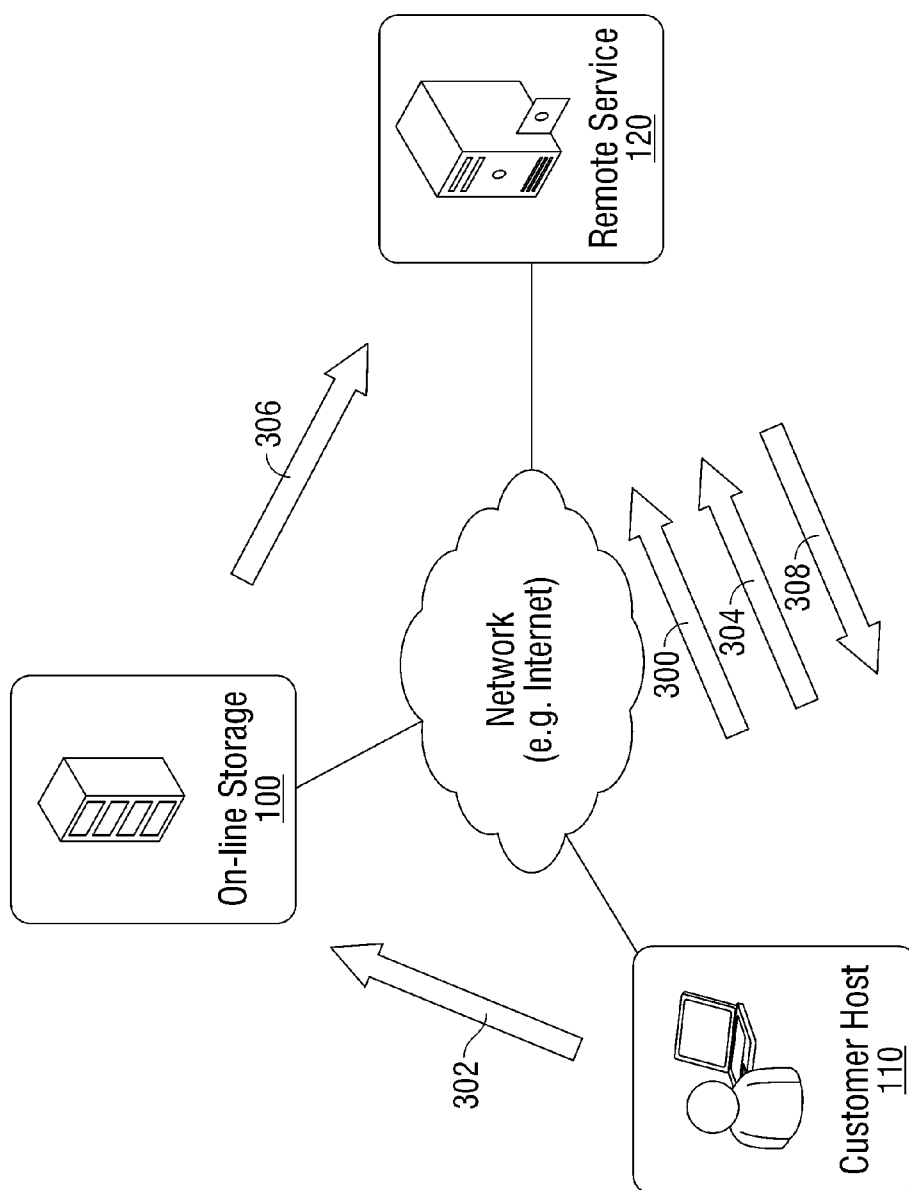 On-line Storage
100
302
306
Customer Host
110
Network
(e.g. Internet)
300
304
308
Remote Service
120